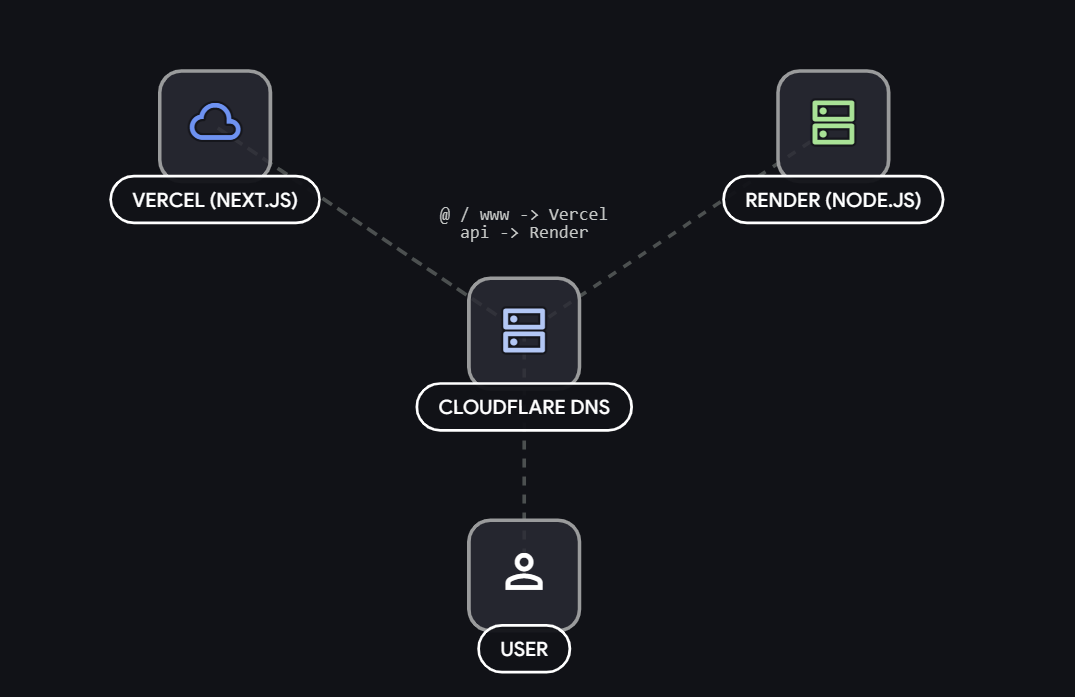 VERCEL (NEXT.JS)
RENDER (NODE.JS)
@ / www -> Vercel
api -> Render
CLOUDFLARE DNS
USER